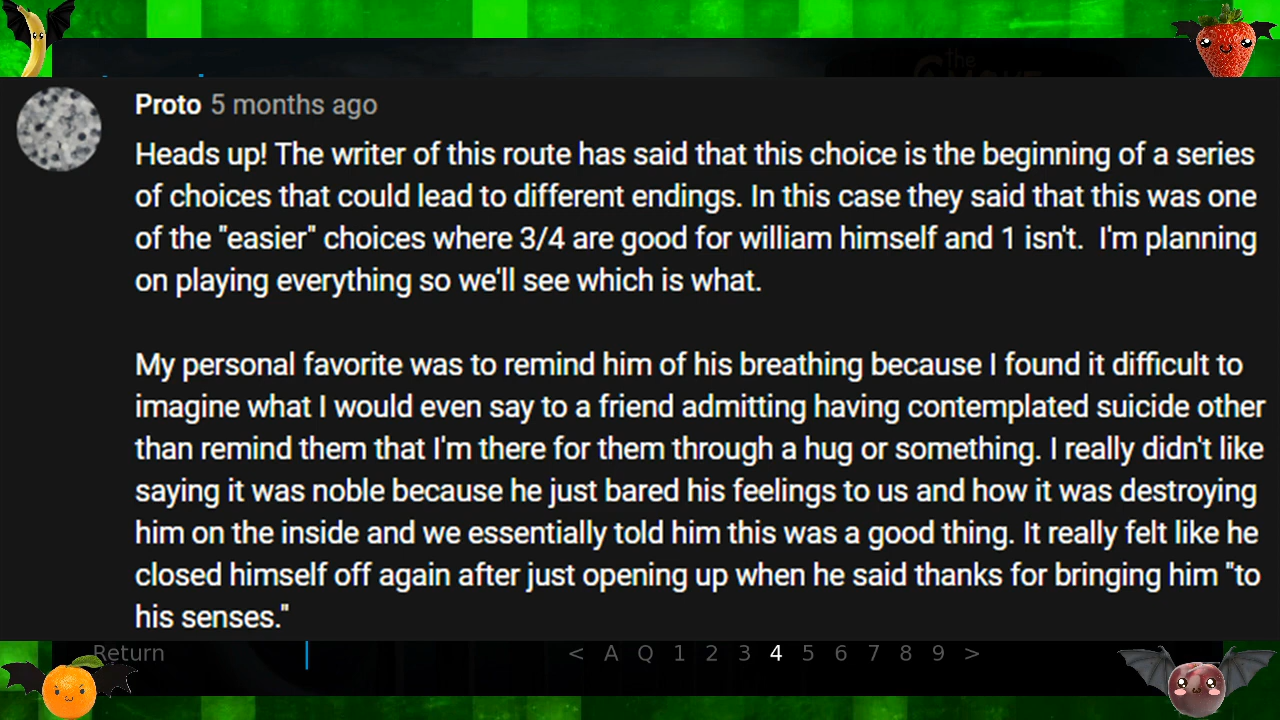 the
Proto 5 months ago
Heads up! The writer of this route has said that this choice is the beginning of a series
of choices that could lead to different endings. In this case they said that this was one
of the "easier" choices where 3/4 are good for william himself and 1 isn't.  I'm planning
on playing everything so we'll see which is what.
My personal favorite was to remind him of his breathing because I found it difficult to
imagine what I would even say to a friend admitting having contemplated suicide other
than remind them that I'm there for them through a hug or something. I really didn't like
saying it was noble because he just bared his feelings to us and how it was destroying
him on the inside and we essentially told him this was a good thing. It really felt like he
closed himself off again after just opening up when he said thanks for bringing him "to
his senses."
Return < A Q 1 2 3 4 5 6 7 8 9 >